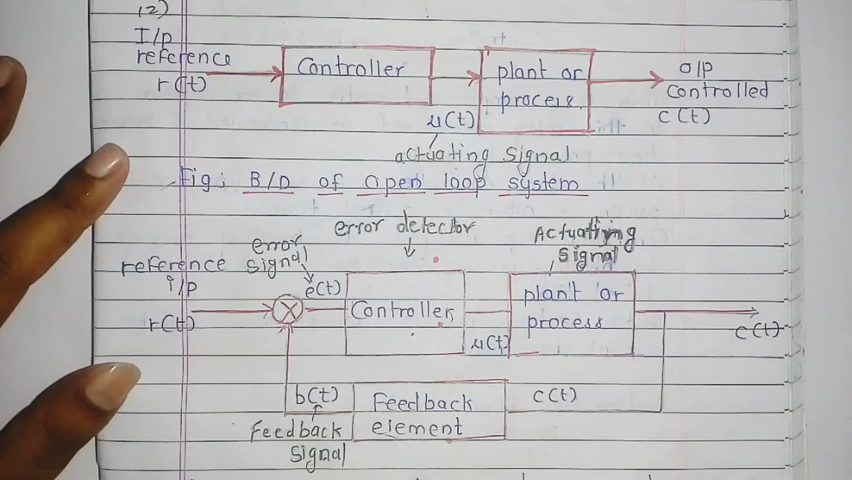 12)
I/p
reference
r(t)
Controller
plant or
process
u(t)
actuating signal
o/p
controlled
c(t)
Fig: B/D of open loop system
error detector
error
signal
e(t)
Actuating
signal
reference
i/p
r(t)
Controller
plant or
process
u(t)
c(t)
b(t)
Feedback
element
c(t)
Feedback
signal